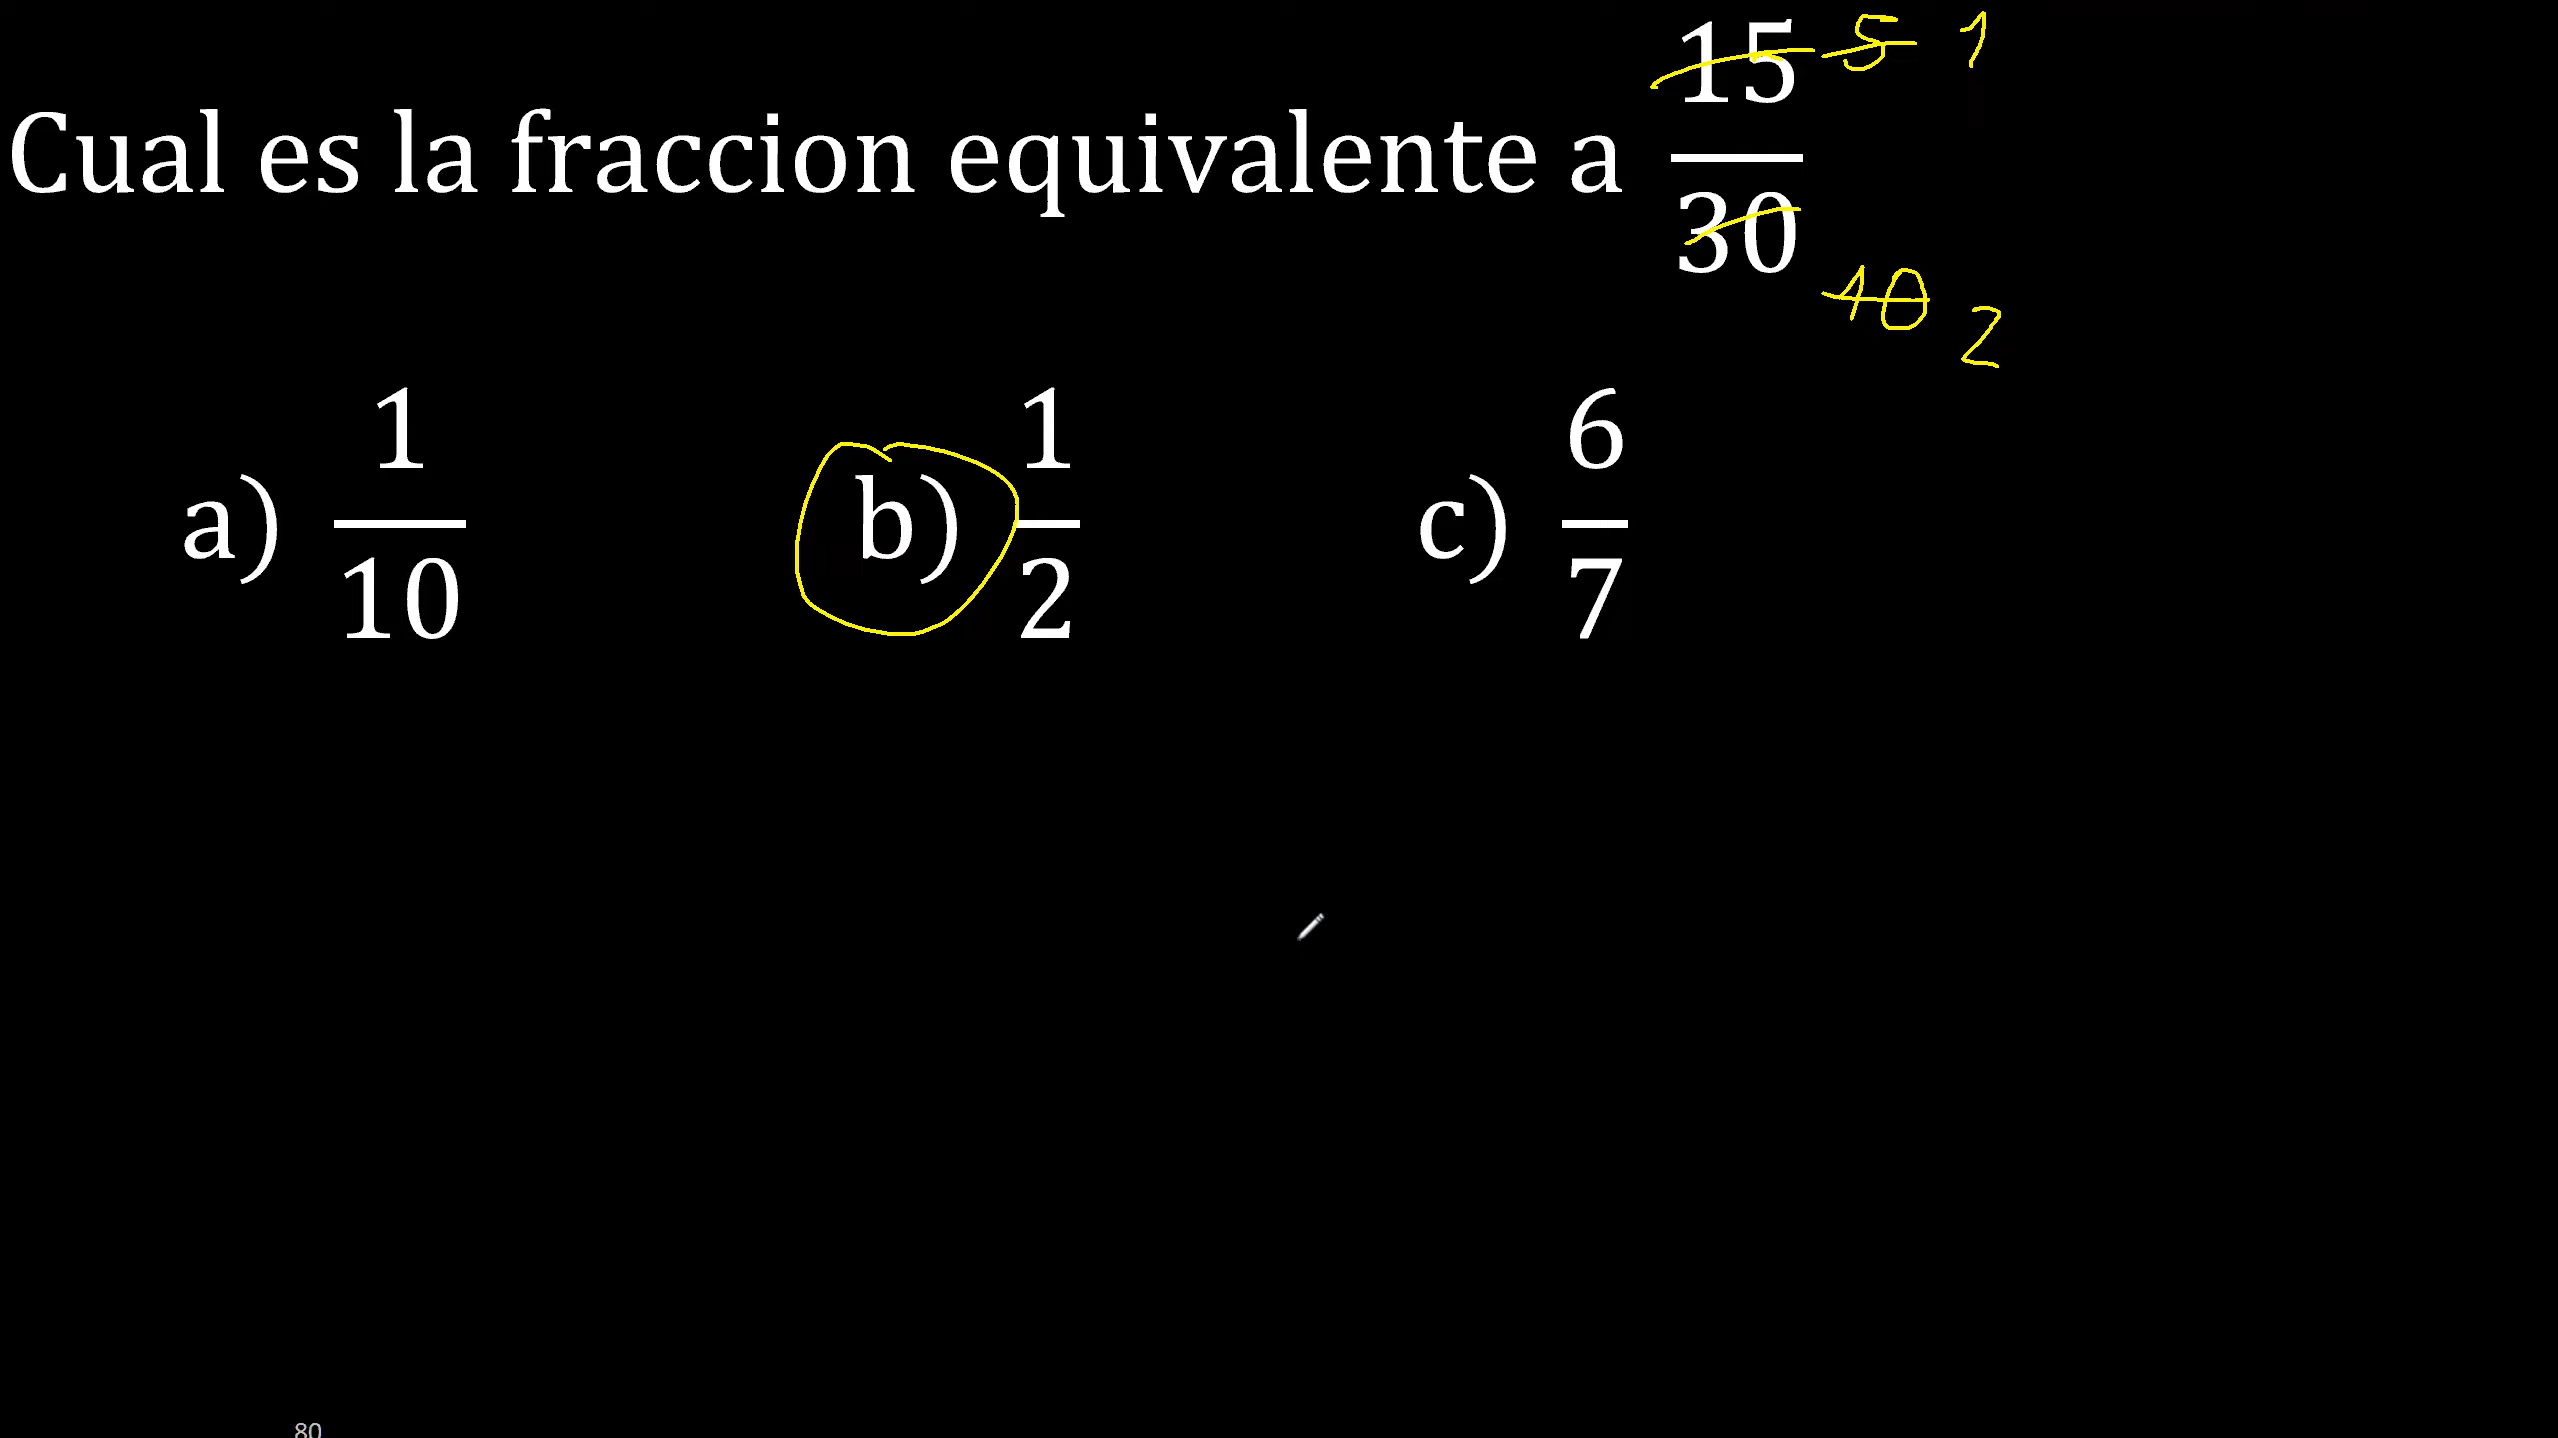 Cual es la fraccion equivalente a 15/30 5 1
10 2
a) 1/10 b) 1/2 c) 6/7
80